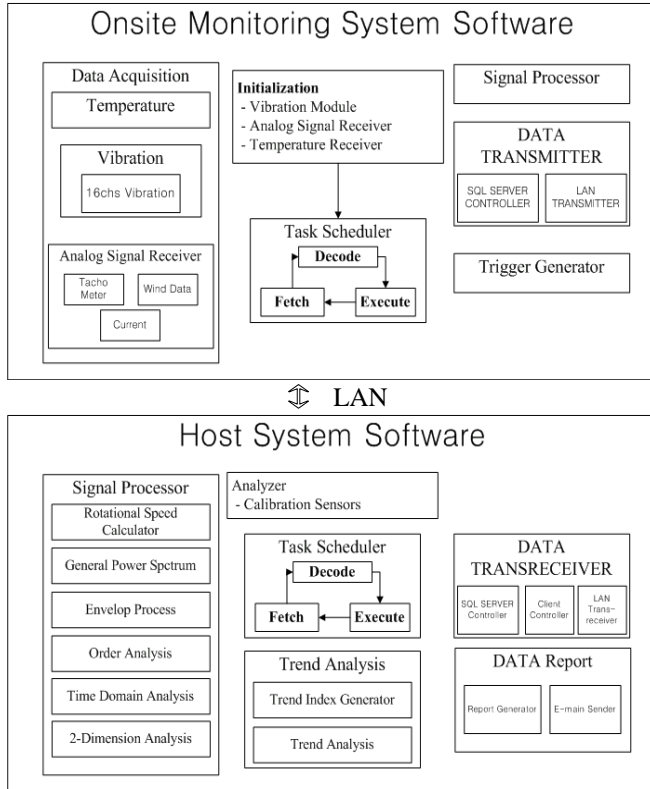 Onsite Monitoring System Software
Data Acquisition
Temperature
Vibration
16chs Vibration
Analog Signal Receiver
Tacho
Meter
Wind Data
Current
Initialization
- Vibration Module
- Analog Signal Receiver
- Temperature Receiver
Task Scheduler
Decode
Fetch
Execute
Signal Processor
DATA
TRANSMITTER
SQL SERVER
CONTROLLER
LAN
TRANSMITTER
Trigger Generator
LAN
Host System Software
Signal Processor
Rotational Speed
Calculator
General Power Spctrum
Envelop Process
Order Analysis
Time Domain Analysis
2-Dimension Analysis
Analyzer
- Calibration Sensors
Task Scheduler
Decode
Fetch
Execute
Trend Analysis
Trend Index Generator
Trend Analysis
DATA
TRANSRECEIVER
SQL SERVER
Controller
Client
Controller
LAN
Trans-
receiver
DATA Report
Report Generator
E-main Sender